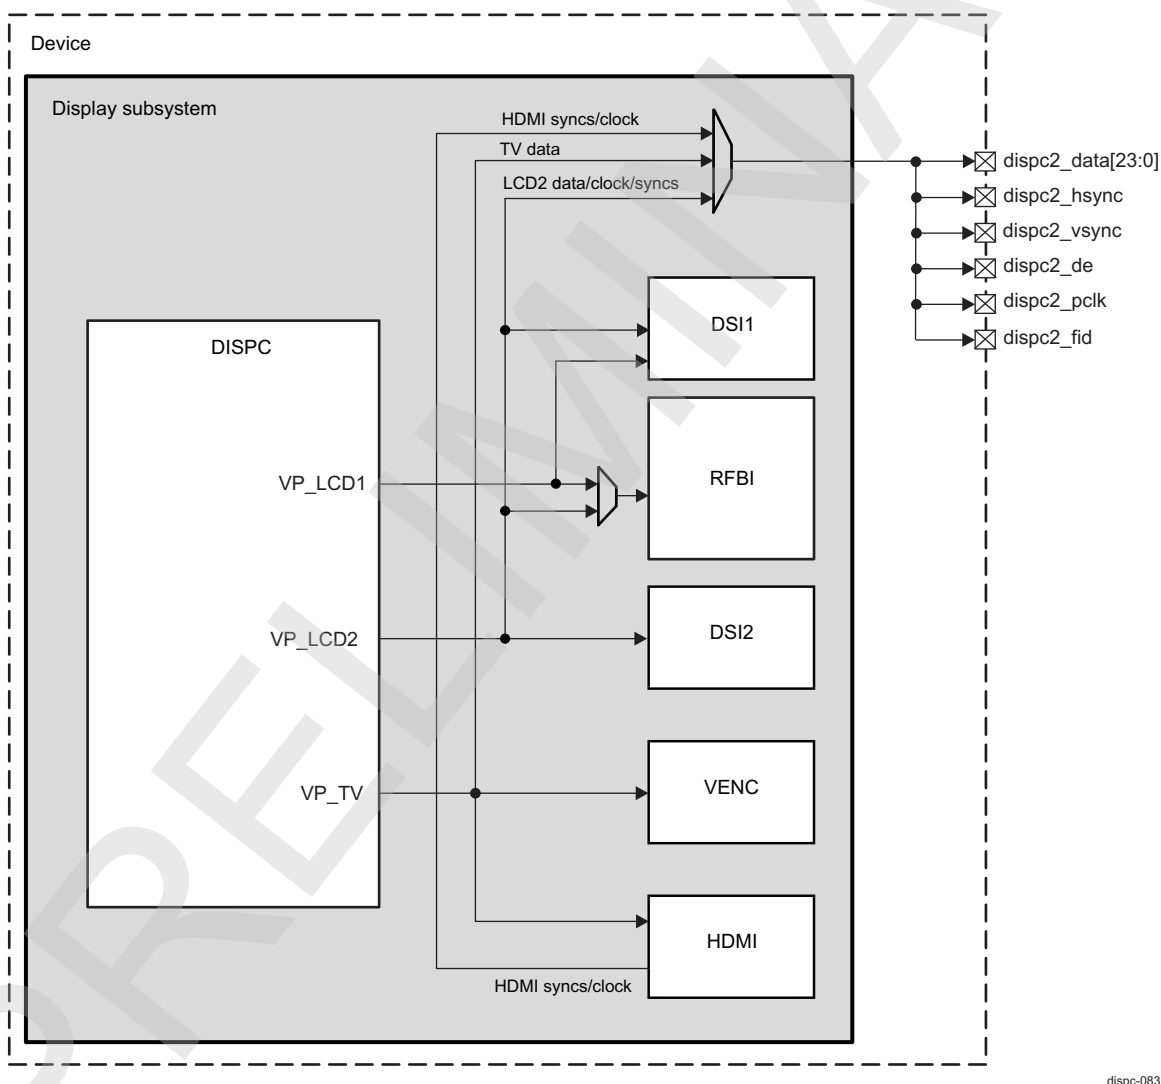 Device
Display subsystem
HDMI syncs/clock
TV data
LCD2 data/clock/syncs
dispc2_data[23:0]
dispc2_hsync
dispc2_vsync
dispc2_de
dispc2_pclk
dispc2_fid
DSI1
DISPC
RFBI
VP_LCD1
DSI2
VP_LCD2
VENC
VP_TV
HDMI
HDMI syncs/clock
dispc-083
PRELIMINA